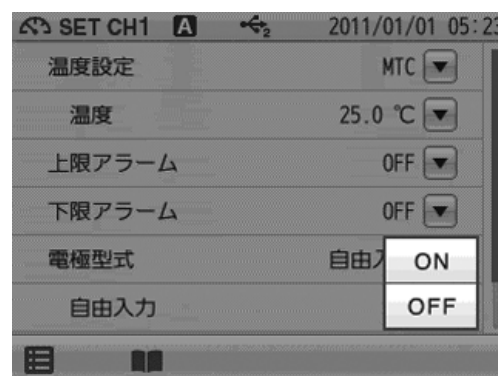 SET CH1 A 2 2011/01/01 05:23
温度設定 MTC
温度 25.0 ℃
上限アラーム OFF
下限アラーム OFF
電極型式 自由入
ON
自由入力 OFF